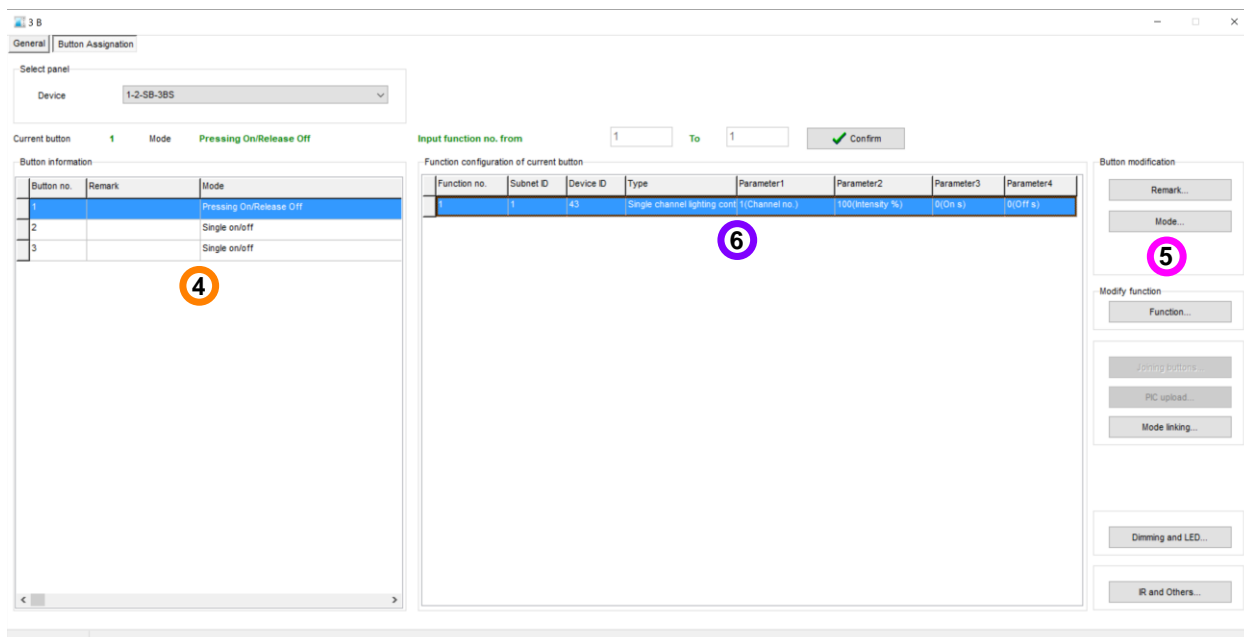 3 B
General Button Assignation
Select panel
Device 1-2-SB-3BS
Current button 1 Mode Pressing On/Release Off Input function no. from 1 To 1 Confirm
Button information
Button no. Remark Mode
1 Pressing On/Release Off
2 Single on/off
3 Single on/off
4
Function configuration of current button
Function no. Subnet ID Device ID Type Parameter1 Parameter2 Parameter3 Parameter4
1 1 43 Single channel lighting cont 1(Channel no.) 100(Intensity %) 0(On s) 0(Off s)
6
Button modification
Remark...
Mode...
5
Modify function
Function...
Joining buttons...
PIC upload...
Mode linking...
Dimming and LED...
IR and Others...